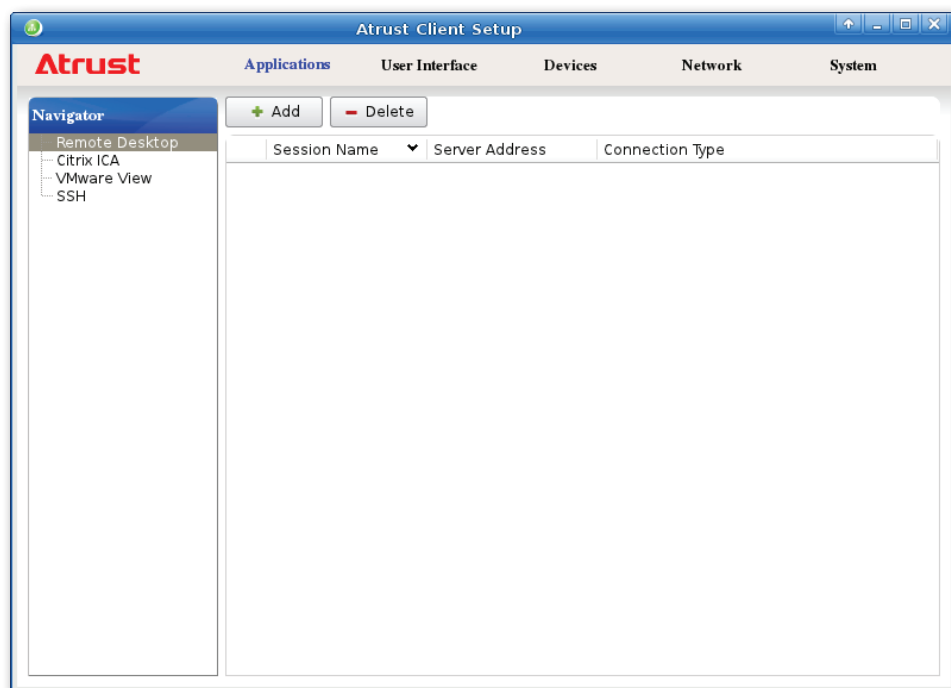 Atrust Client Setup
Atrust
Applications User Interface Devices Network System
Navigator
Remote Desktop
Citrix ICA
VMware View
SSH
Add Delete
Session Name Server Address Connection Type